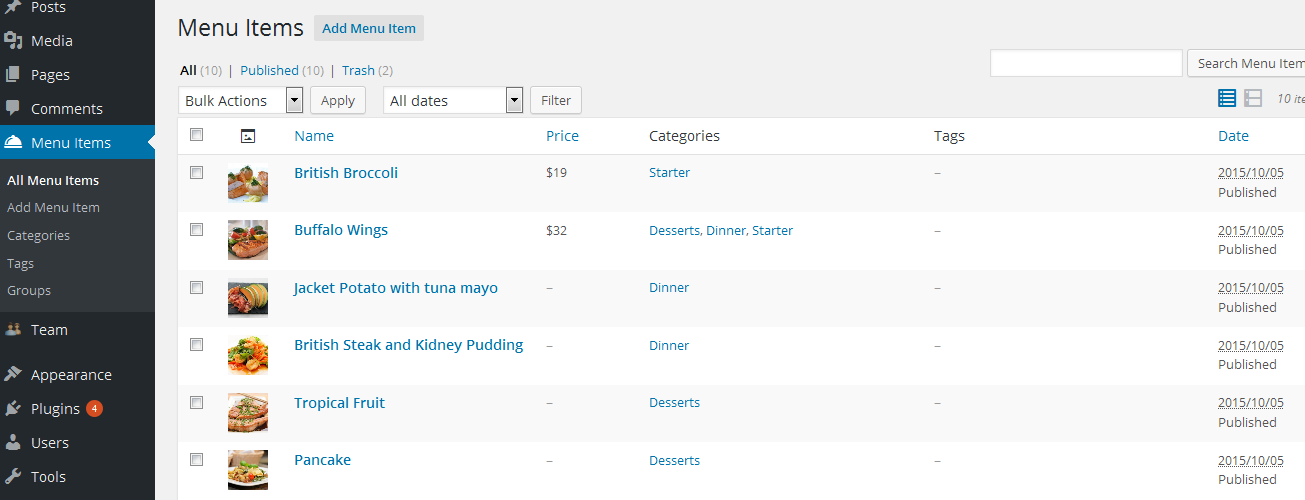 Posts
Media
Pages
Comments
Menu Items
All Menu Items
Add Menu Item
Categories
Tags
Groups
Team
Appearance
Plugins 4
Users
Tools
Menu Items Add Menu Item
All (10) | Published (10) | Trash (2)
Search Menu Item
Bulk Actions Apply All dates Filter
10 ite
Name Price Categories Tags Date
British Broccoli $19 Starter – 2015/10/05
Published
Buffalo Wings $32 Desserts, Dinner, Starter – 2015/10/05
Published
Jacket Potato with tuna mayo – Dinner – 2015/10/05
Published
British Steak and Kidney Pudding – Dinner – 2015/10/05
Published
Tropical Fruit – Desserts – 2015/10/05
Published
Pancake – Desserts – 2015/10/05
Published